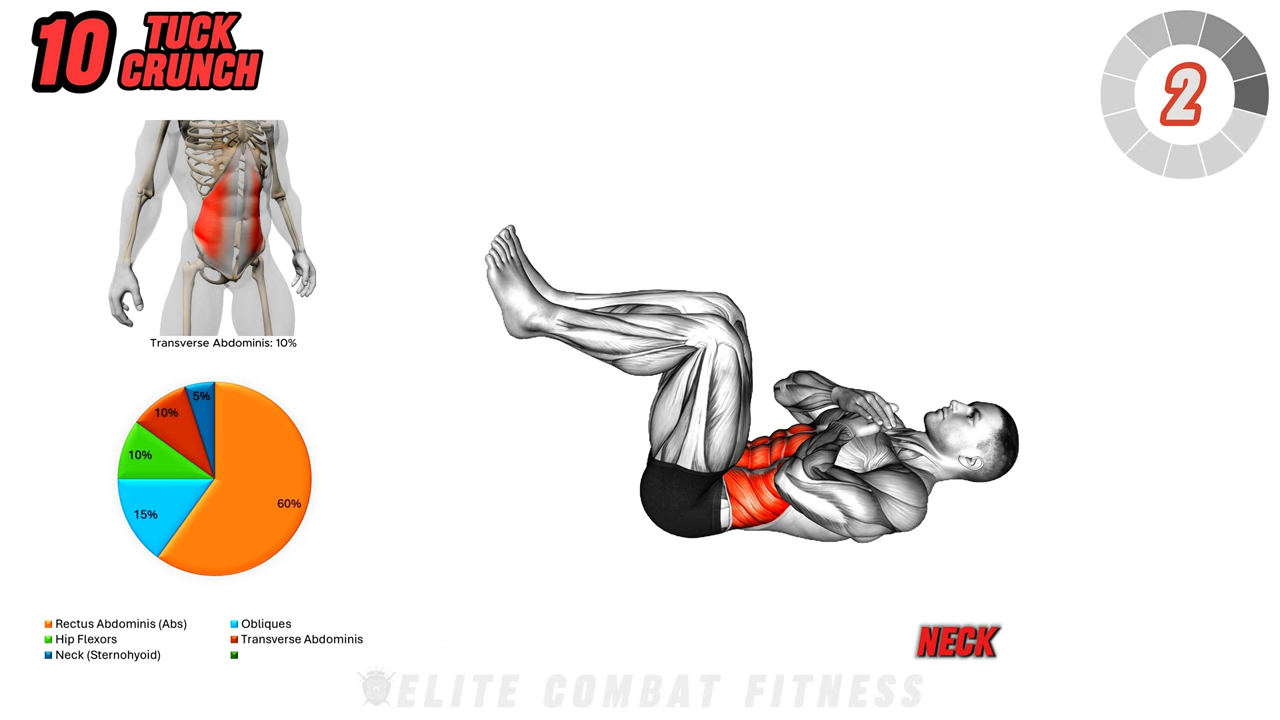 10 TUCK
CRUNCH
2
Transverse Abdominis: 10%
5%
10%
10%
15%
60%
Rectus Abdominis (Abs)
Obliques
Hip Flexors
Transverse Abdominis
Neck (Sternohyoid)
NECK
ELITE COMBAT FITNESS